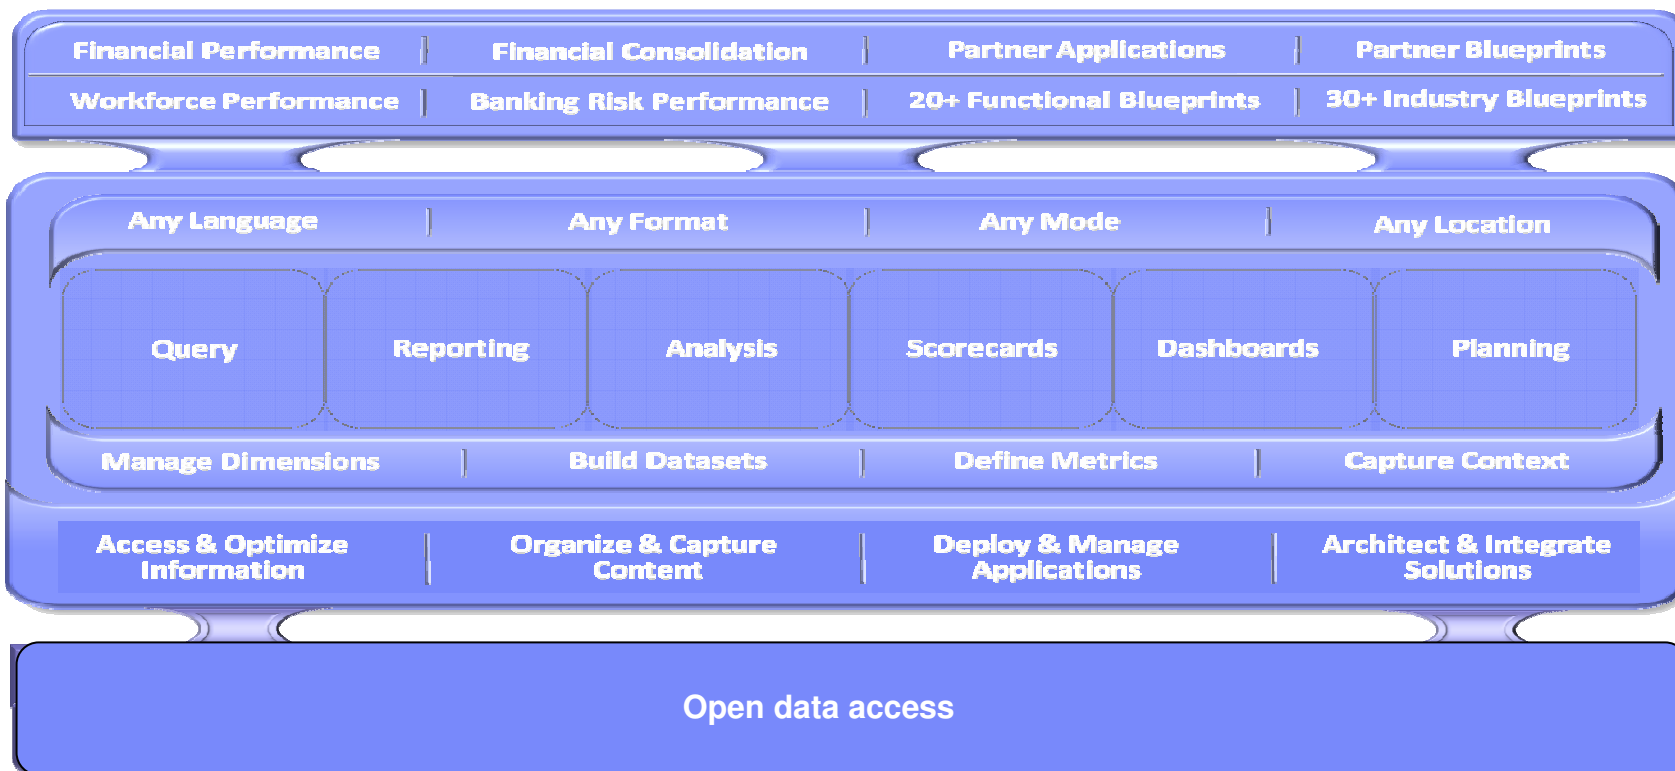 Financial Performance | Financial Consolidation | Partner Applications | Partner Blueprints
Workforce Performance | Banking Risk Performance | 20+ Functional Blueprints | 30+ Industry Blueprints
Any Language | Any Format | Any Mode | Any Location
Query Reporting Analysis Scorecards Dashboards Planning
Manage Dimensions | Build Datasets | Define Metrics | Capture Context
Access & Optimize | Organize & Capture | Deploy & Manage | Architect & Integrate
Information Content Applications Solutions
Open data access